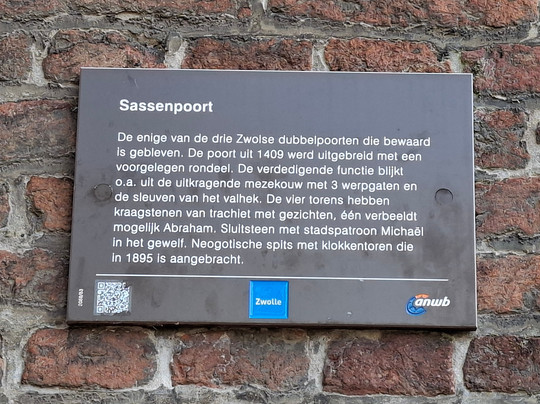 Sassenpoort
De enige van de drie Zwolse dubbelpoorten die bewaard
is gebleven. De poort uit 1409 werd uitgebreid met een
voorgelegen rondeel. De verdedigende functie blijkt
o.a. uit de uitkragende mezekouw met 3 werpgaten en
de sleuven van het valhek. De vier torens hebben
kraagstenen van trachiet met gezichten, één verbeeldt
mogelijk Abraham. Sluitsteen met stadspatroon Michaël
in het gewelf. Neogotische spits met klokkentoren die
in 1895 is aangebracht.
Zwolle
anwb